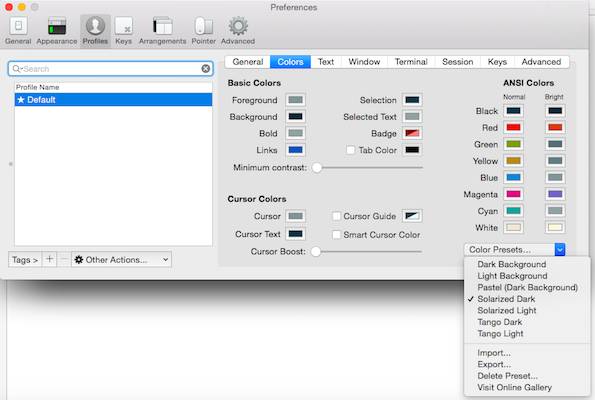 Preferences
General Appearance Profiles Keys Arrangements Pointer Advanced
Search
Profile Name
★ Default
Tags > + − Other Actions...
General Colors Text Window Terminal Session Keys Advanced
Basic Colors
Foreground Selection
Background Selected Text
Bold Badge
Links Tab Color
Minimum contrast:
Cursor Colors
Cursor Cursor Guide
Cursor Text Smart Cursor Color
Cursor Boost:
ANSI Colors
Normal Bright
Black
Red
Green
Yellow
Blue
Magenta
Cyan
White
Color Presets...
Dark Background
Light Background
Pastel (Dark Background)
✓ Solarized Dark
Solarized Light
Tango Dark
Tango Light
Import...
Export...
Delete Preset...
Visit Online Gallery